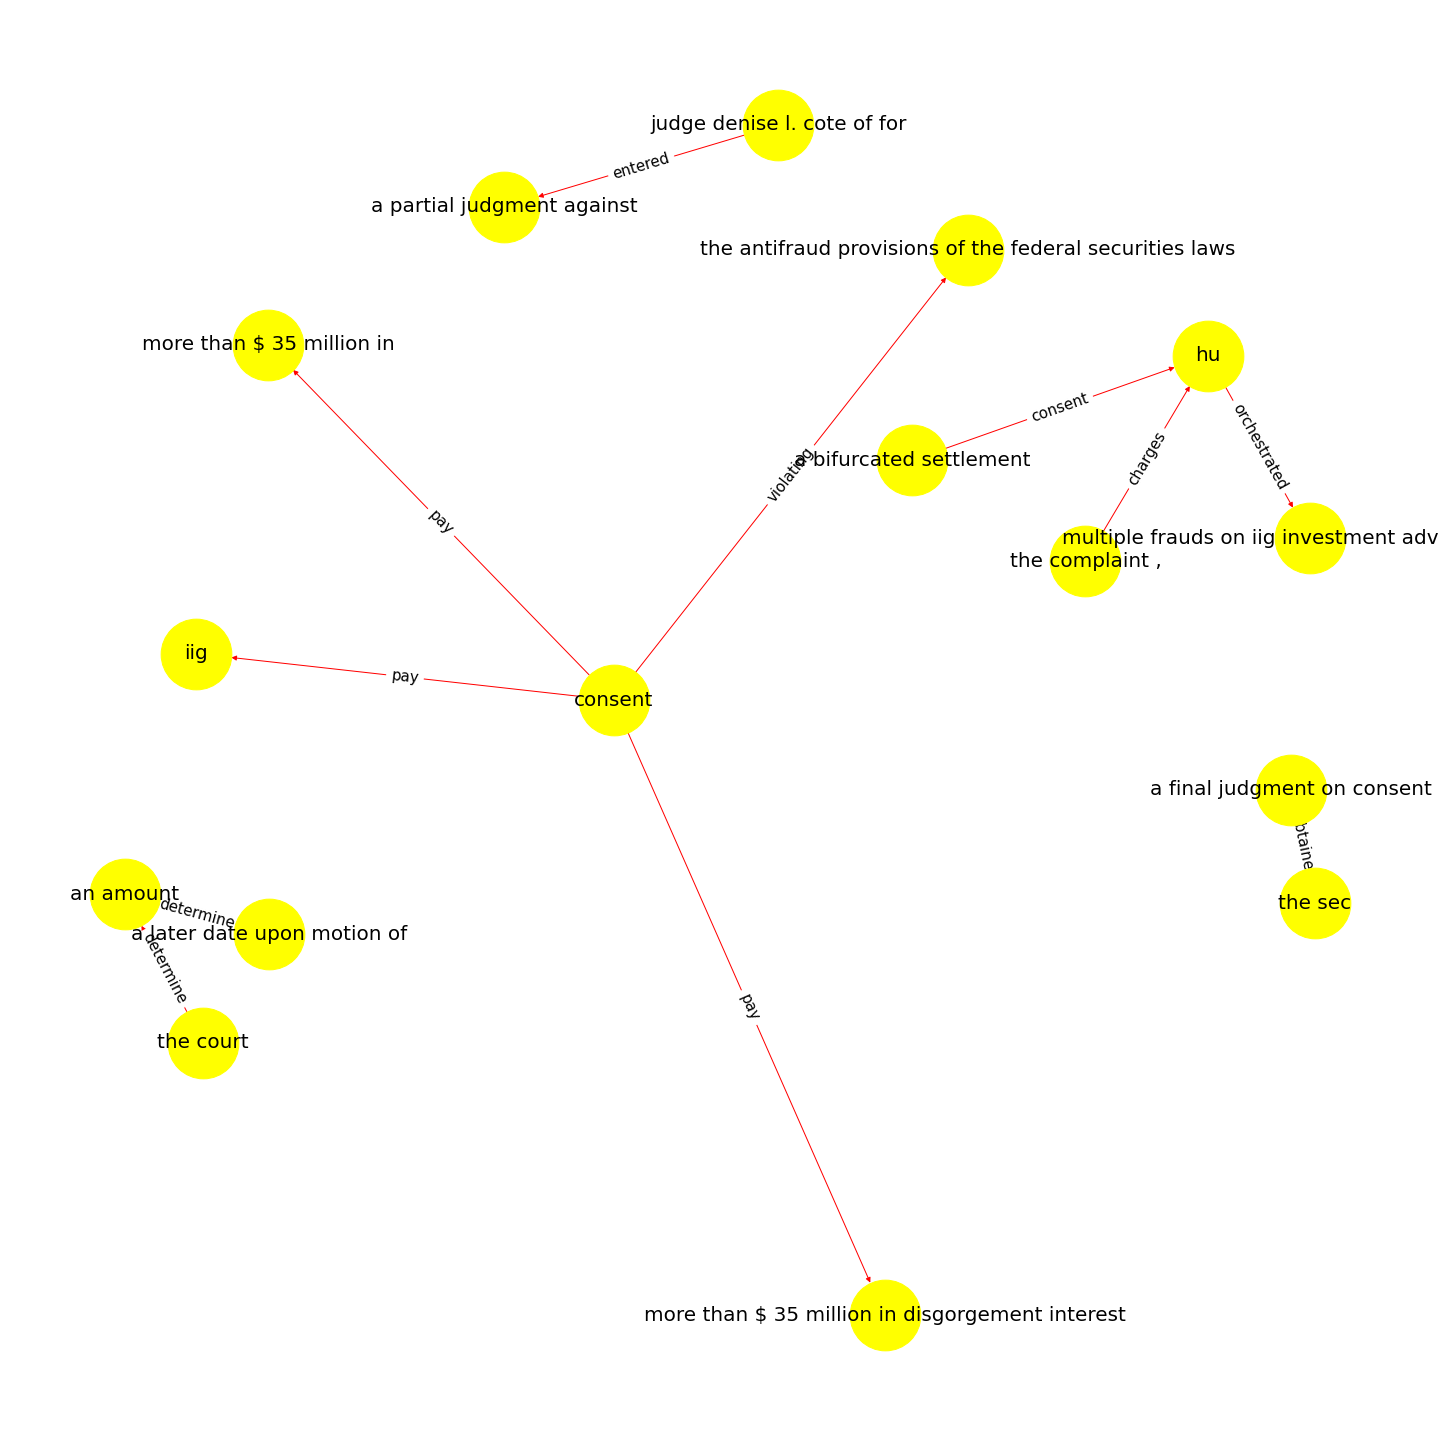 judge denise l. cote of for
entered
a partial judgment against
the antifraud provisions of the federal securities laws
more than $ 35 million in
hu
consent
orchestrated
charges
a bifurcated settlement
violating
pay
multiple frauds on iig investment adv
the complaint ,
iig
pay
consent
a final judgment on consent
btaine
the sec
an amount
determine
a later date upon motion of
determine
the court
pay
more than $ 35 million in disgorgement interest